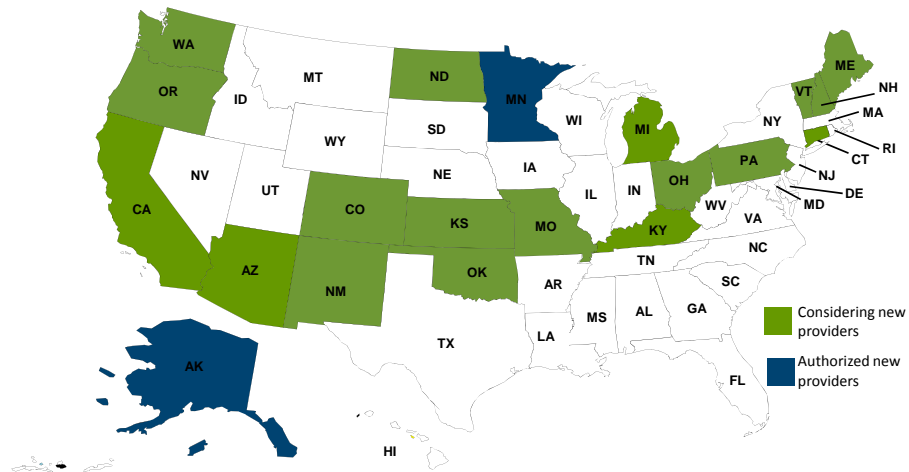 WA
ME
MT
ND
VT
NH
OR
MN
ID
MA
WI
SD
MI
NY
WY
RI
CT
PA
IA
NE
NJ
NV
OH
IL
IN
DE
UT
MD
WV
CA
CO
VA
KS
MO
KY
NC
TN
AZ
OK
NM
AR
SC
MS
AL
GA
Considering new
providers
LA
TX
Authorized new
providers
AK
FL
HI